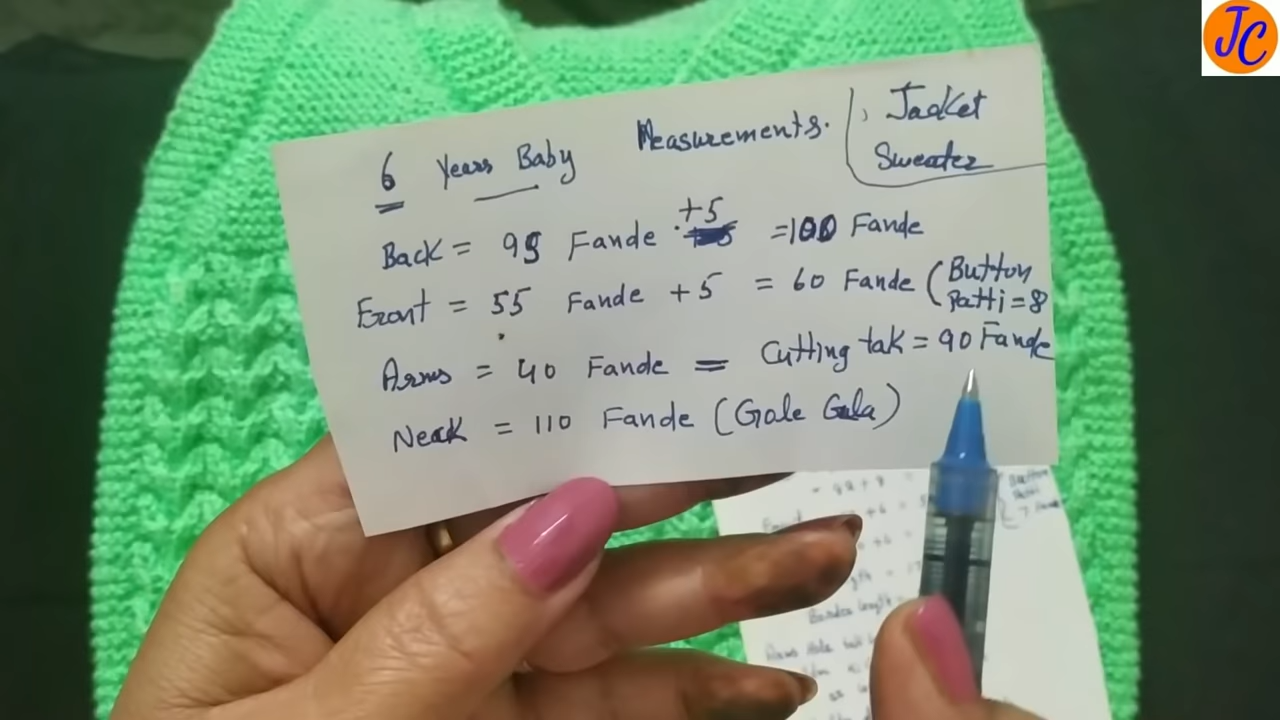 JC
6 Years Baby Measurements. Jacket
Sweater
Back = 95 Fande +5 = 100 Fande
Front = 55 Fande +5 = 60 Fande (Button
Patti = 8
Arms = 40 Fande = Cutting tak = 90 Fande
Neck = 110 Fande (Gale Gala)